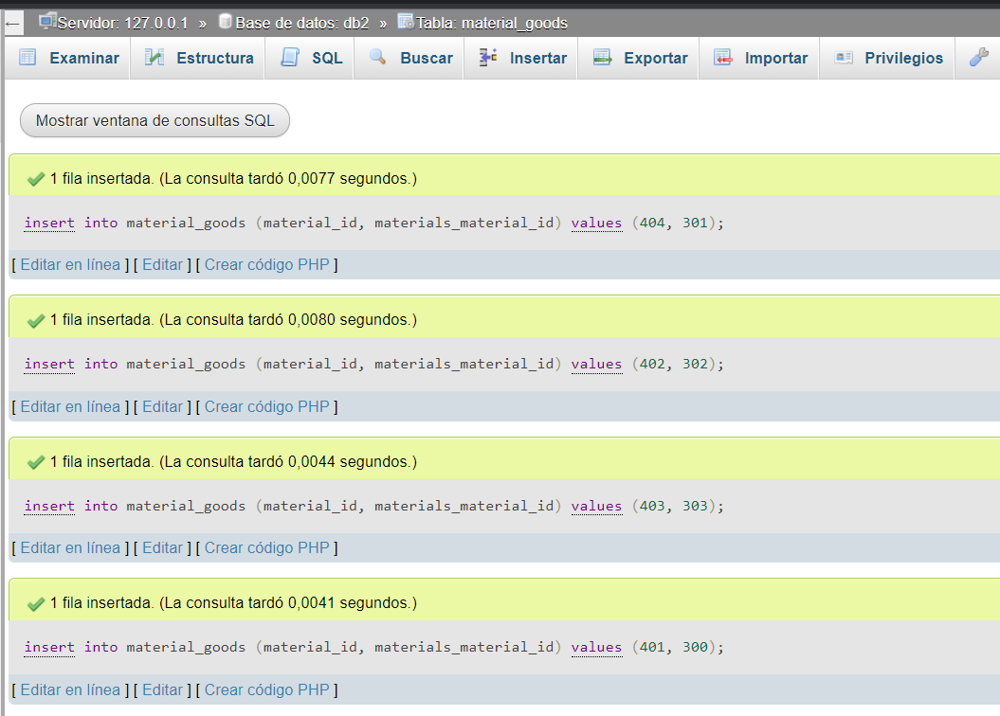 ← Servidor: 127.0.0.1 » Base de datos: db2 » Tabla: material_goods
Examinar Estructura SQL Buscar Insertar Exportar Importar Privilegios
Mostrar ventana de consultas SQL
1 fila insertada. (La consulta tardó 0,0077 segundos.)
insert into material_goods (material_id, materials_material_id) values (404, 301);
[ Editar en línea ] [ Editar ] [ Crear código PHP ]
1 fila insertada. (La consulta tardó 0,0080 segundos.)
insert into material_goods (material_id, materials_material_id) values (402, 302);
[ Editar en línea ] [ Editar ] [ Crear código PHP ]
1 fila insertada. (La consulta tardó 0,0044 segundos.)
insert into material_goods (material_id, materials_material_id) values (403, 303);
[ Editar en línea ] [ Editar ] [ Crear código PHP ]
1 fila insertada. (La consulta tardó 0,0041 segundos.)
insert into material_goods (material_id, materials_material_id) values (401, 300);
[ Editar en línea ] [ Editar ] [ Crear código PHP ]